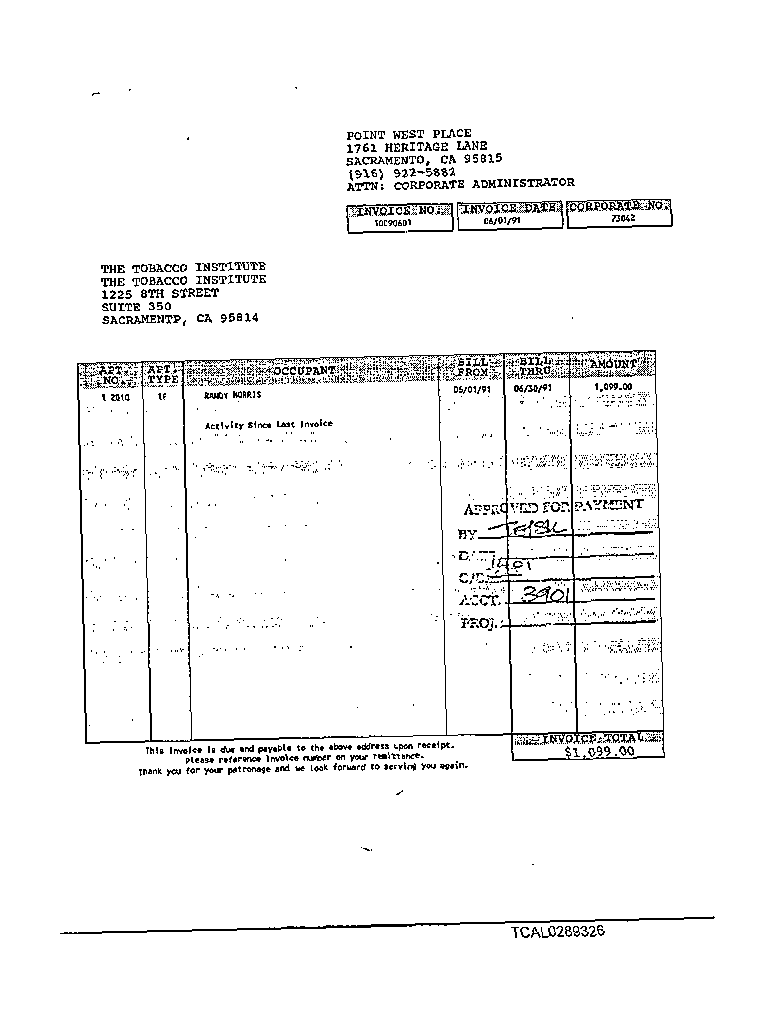 POINT WEST PLACE
1761 HERITAGE LANE
SACRAMENTO, CA 95815
(916) 922-5882
ATTN: CORPORATE ADMINISTRATOR
INVOICE NO. INVOICE DATE CORPORATE NO.
10090601 06/01/91 73042
THE TOBACCO INSTITUTE
THE TOBACCO INSTITUTE
1225 8TH STREET
SUITE 350
SACRAMENTP, CA 95814
APT. NO. APT. TYPE OCCUPANT BILL FROM BILL THRU AMOUNT
1 2010 1F RANDY MORRIS 06/01/91 06/30/91 1,099.00
Activity Since Last Invoice
APPROVED FOR PAYMENT
BY
DATE
1401
ACCT. 3901
PROJ.
INVOICE TOTAL
$1,099.00
This invoice is due and payable to the above address upon receipt.
please reference invoice number on your remittance.
Thank you for your patronage and we look forward to serving you again.
TCAL0289326